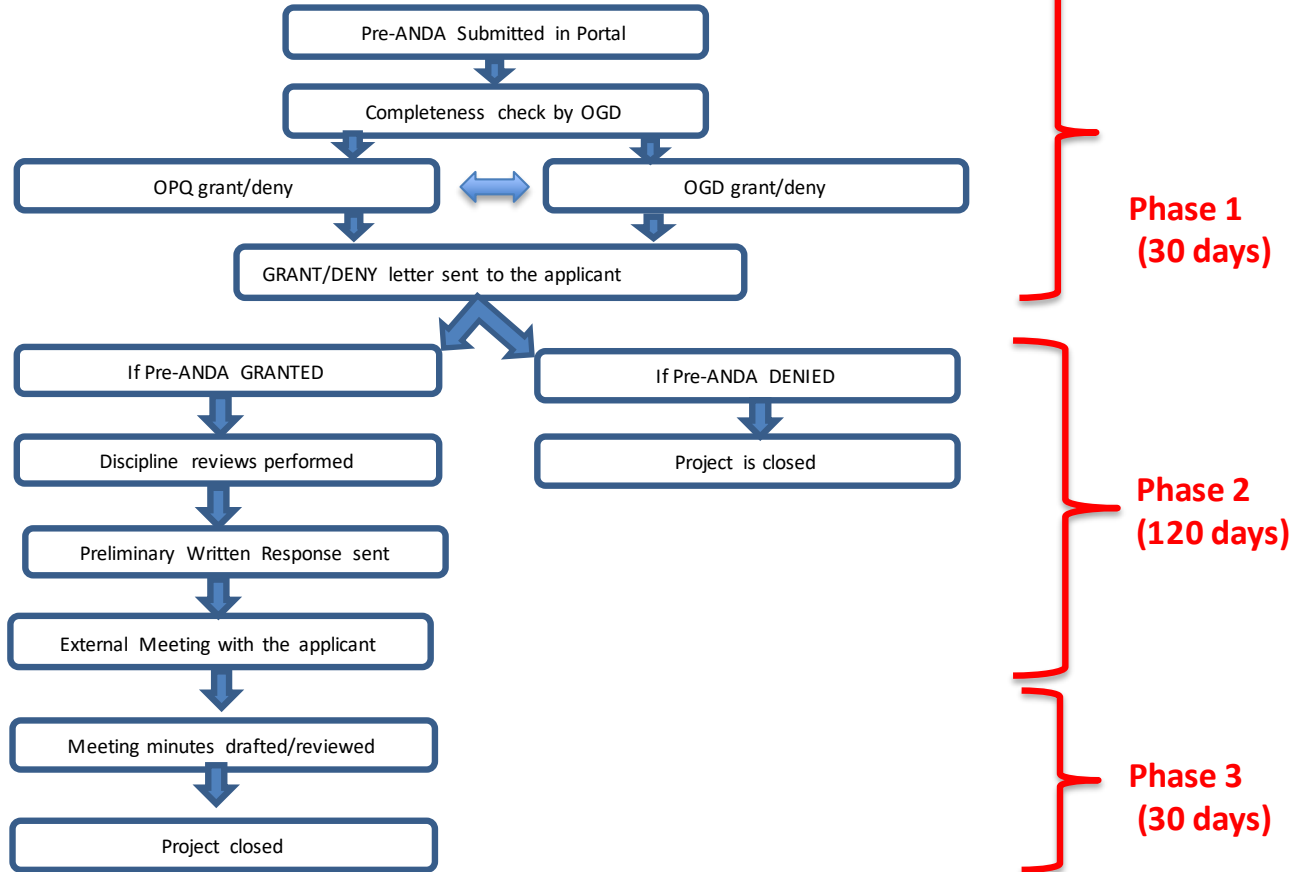 Pre-ANDA Submitted in Portal
Completeness check by OGD
OPQ grant/deny
OGD grant/deny
GRANT/DENY letter sent to the applicant
Phase 1
(30 days)
If Pre-ANDA GRANTED
If Pre-ANDA DENIED
Discipline reviews performed
Project is closed
Preliminary Written Response sent
External Meeting with the applicant
Phase 2
(120 days)
Meeting minutes drafted/reviewed
Project closed
Phase 3
(30 days)